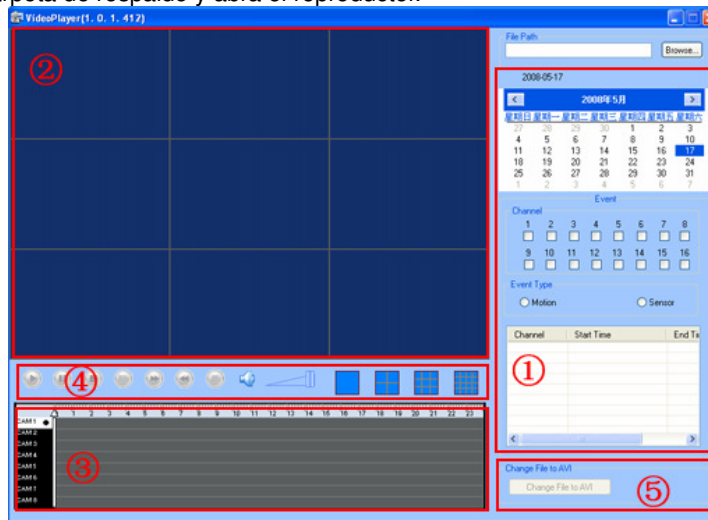 rpeta de respaldo y abra el reproductor.
VideoPlayer(1. 0. 1. 412)
File Path
Browse...
2008-05-17
2008年5月
星期日 星期一 星期二 星期三 星期四 星期五 星期六
27 28 29 30 1 2 3
4 5 6 7 8 9 10
11 12 13 14 15 16 17
18 19 20 21 22 23 24
25 26 27 28 29 30 31
1 2 3 4 5 6 7
Event
Channel
1 2 3 4 5 6 7 8
9 10 11 12 13 14 15 16
Event Type
Motion Sensor
Channel Start Time End Tir
①
②
④
0 1 2 3 4 5 6 7 8 9 10 11 12 13 14 15 16 17 18 19 20 21 22 23
CAM 1
CAM 2
CAM 3
CAM 4
CAM 5
CAM 6
CAM 7
CAM 8
③
Change File to AVI
Change File to AVI
⑤